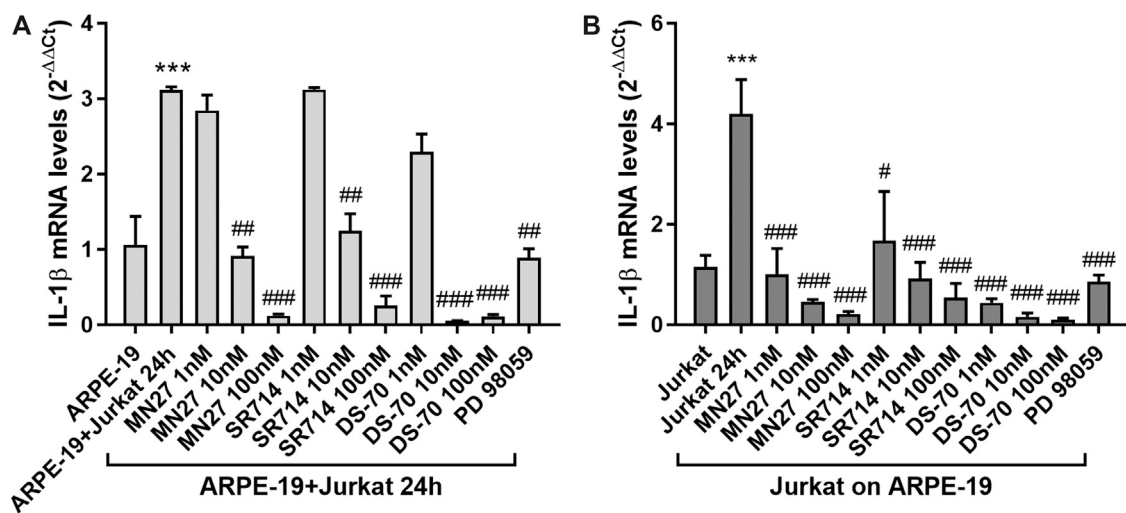 A
IL-1β mRNA levels (2^-ΔΔCt)
4
3
2
1
0
***
##
###
##
###
###
###
##
ARPE-19
ARPE-19+Jurkat 24h
MN27 1nM
MN27 10nM
MN27 100nM
SR714 1nM
SR714 10nM
SR714 100nM
DS-70 1nM
DS-70 10nM
DS-70 100nM
PD 98059
ARPE-19+Jurkat 24h
B
IL-1β mRNA levels (2^-ΔΔCt)
6
4
2
0
***
###
###
###
#
###
###
###
###
###
###
Jurkat
Jurkat 24h
MN27 1nM
MN27 10nM
MN27 100nM
SR714 1nM
SR714 10nM
SR714 100nM
DS-70 1nM
DS-70 10nM
DS-70 100nM
PD 98059
Jurkat on ARPE-19